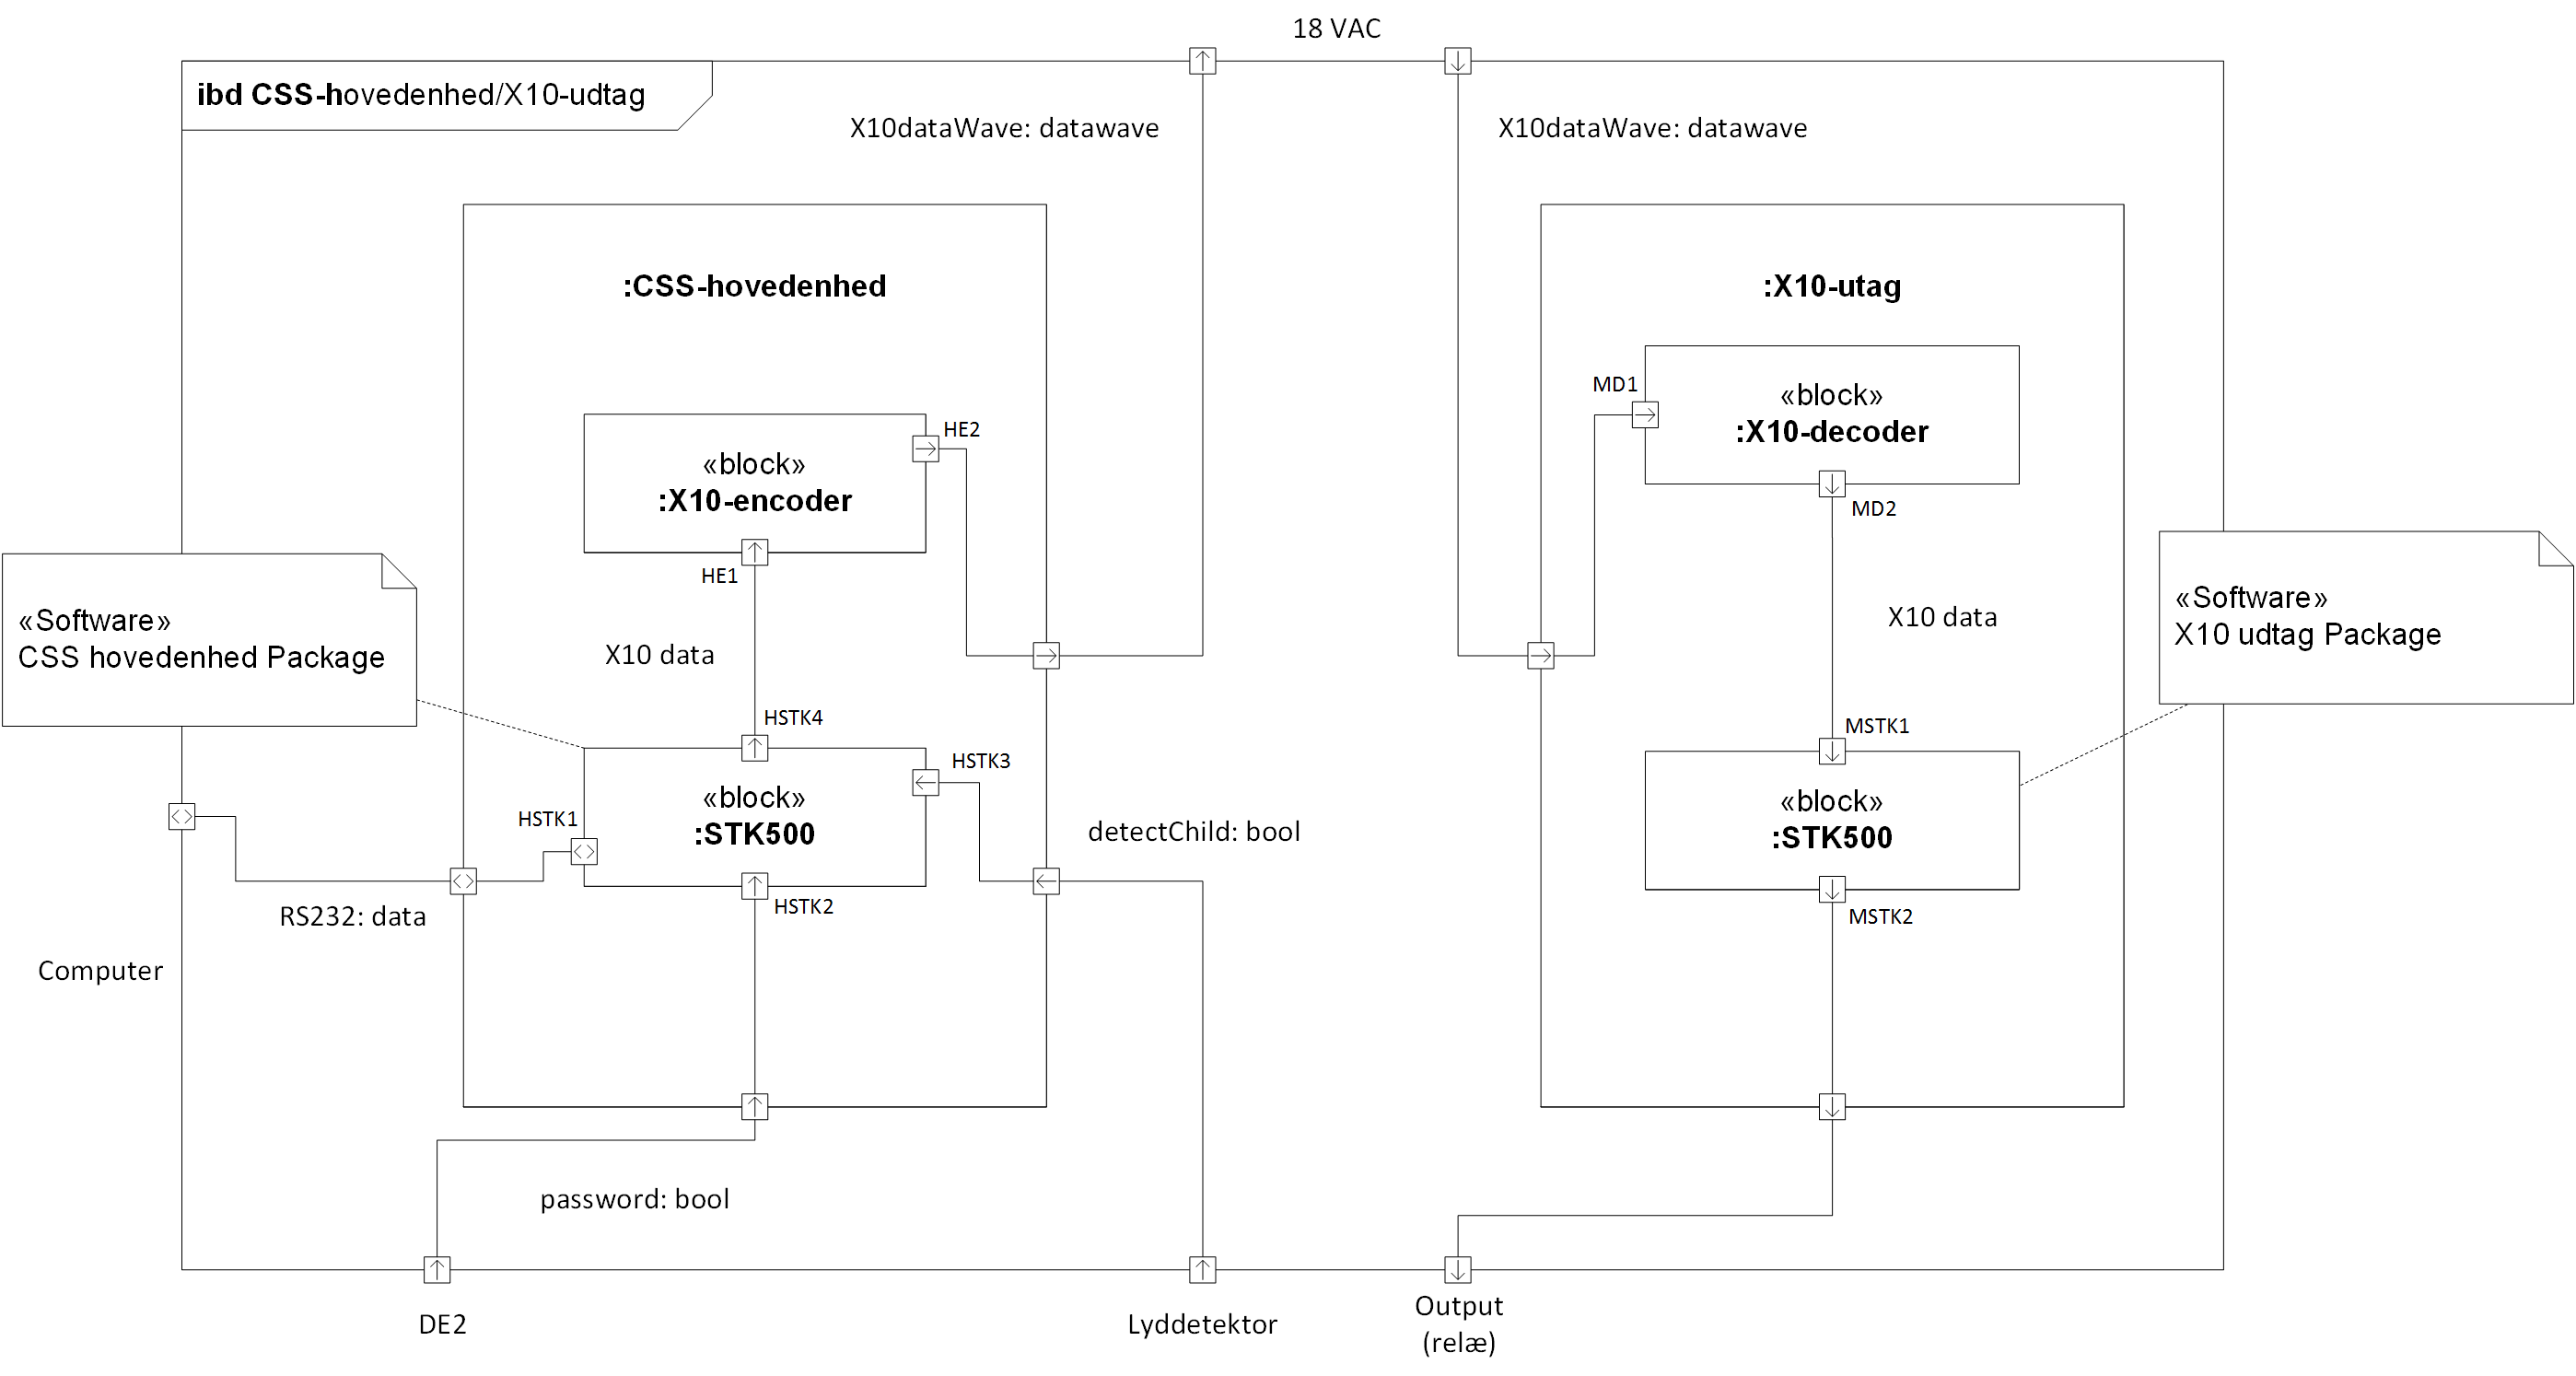 18 VAC
ibd CSS-hovedenhed/X10-udtag
X10dataWave: datawave
X10dataWave: datawave
:CSS-hovedenhed
:X10-utag
«block»
:X10-encoder
HE2
HE1
MD1
«block»
:X10-decoder
MD2
«Software»
CSS hovedenhed Package
X10 data
X10 data
«Software»
X10 udtag Package
HSTK4
HSTK3
HSTK1
«block»
:STK500
HSTK2
detectChild: bool
MSTK1
«block»
:STK500
MSTK2
RS232: data
Computer
password: bool
DE2
Lyddetektor
Output
(relæ)